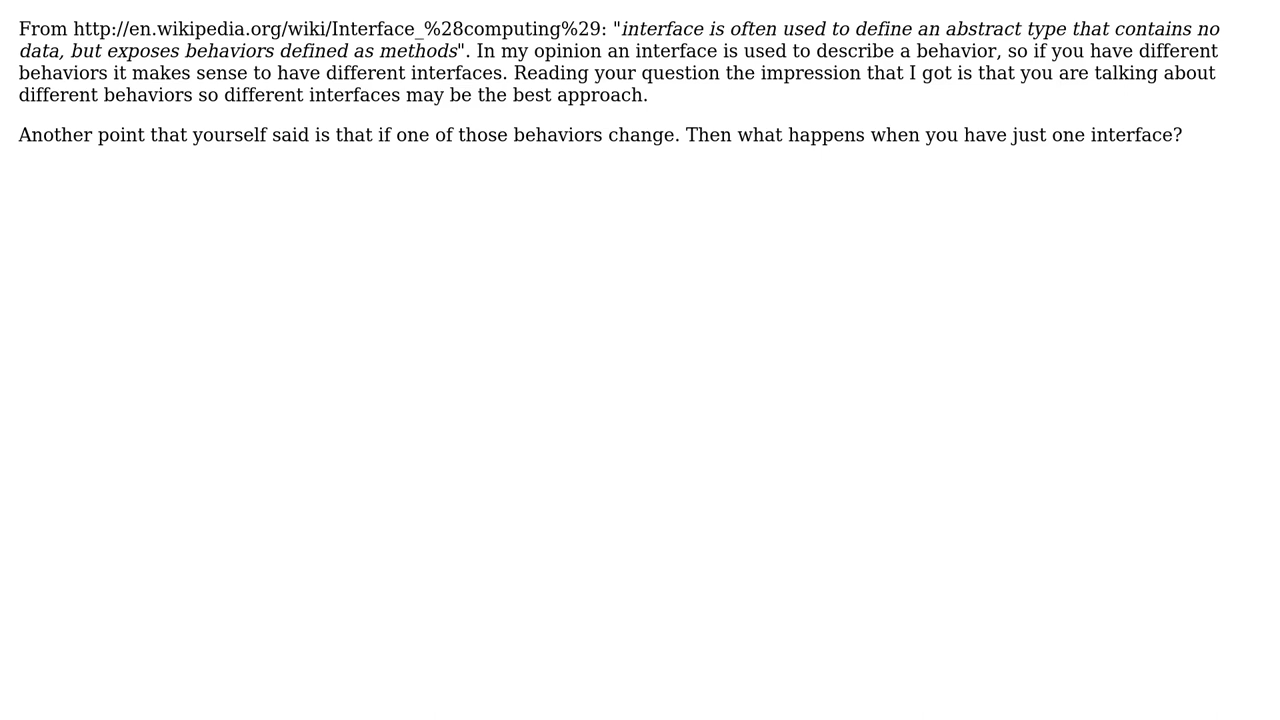 From http://en.wikipedia.org/wiki/Interface_%28computing%29: "interface is often used to define an abstract type that contains no
data, but exposes behaviors defined as methods". In my opinion an interface is used to describe a behavior, so if you have different
behaviors it makes sense to have different interfaces. Reading your question the impression that I got is that you are talking about
different behaviors so different interfaces may be the best approach.
Another point that yourself said is that if one of those behaviors change. Then what happens when you have just one interface?